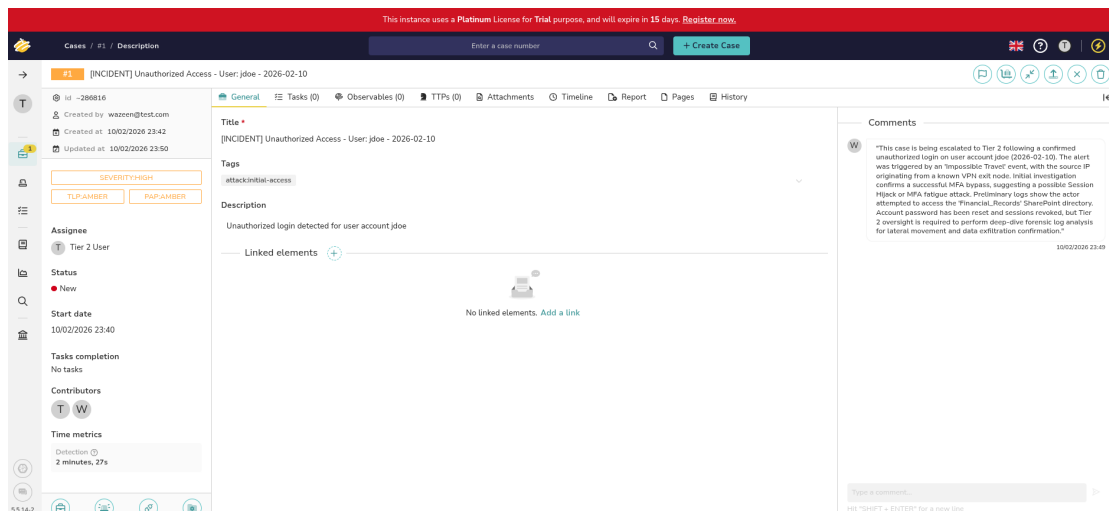 This instance uses a Platinum License for Trial purpose, and will expire in 15 days. Register now.
Cases / #1 / Description
Enter a case number
+ Create Case
T
#1 [INCIDENT] Unauthorized Access - User: jdoe - 2026-02-10
T
1
Id ~286816
Created by wazeen@test.com
Created at 10/02/2026 23:42
Updated at 10/02/2026 23:50
SEVERITY:HIGH
TLP:AMBER
PAP:AMBER
Assignee
T Tier 2 User
Status
New
Start date
10/02/2026 23:40
Tasks completion
No tasks
Contributors
T W
Time metrics
Detection
2 minutes, 27s
5.5.14-2
General
Tasks (0)
Observables (0)
TTPs (0)
Attachments
Timeline
Report
Pages
History
Title *
[INCIDENT] Unauthorized Access - User: jdoe - 2026-02-10
Tags
attack:initial-access
Description
Unauthorized login detected for user account jdoe
Linked elements
No linked elements. Add a link
Comments
W
"This case is being escalated to Tier 2 following a confirmed
unauthorized login on user account jdoe (2026-02-10). The alert
was triggered by an 'Impossible Travel' event, with the source IP
originating from a known VPN exit node. Initial investigation
confirms a successful MFA bypass, suggesting a possible Session
Hijack or MFA fatigue attack. Preliminary logs show the actor
attempted to access the 'Financial_Records' SharePoint directory.
Account password has been reset and sessions revoked, but Tier
2 oversight is required to perform deep-dive forensic log analysis
for lateral movement and data exfiltration confirmation."
10/02/2026 23:49
Type a comment...
Hit "SHIFT + ENTER" for a new line